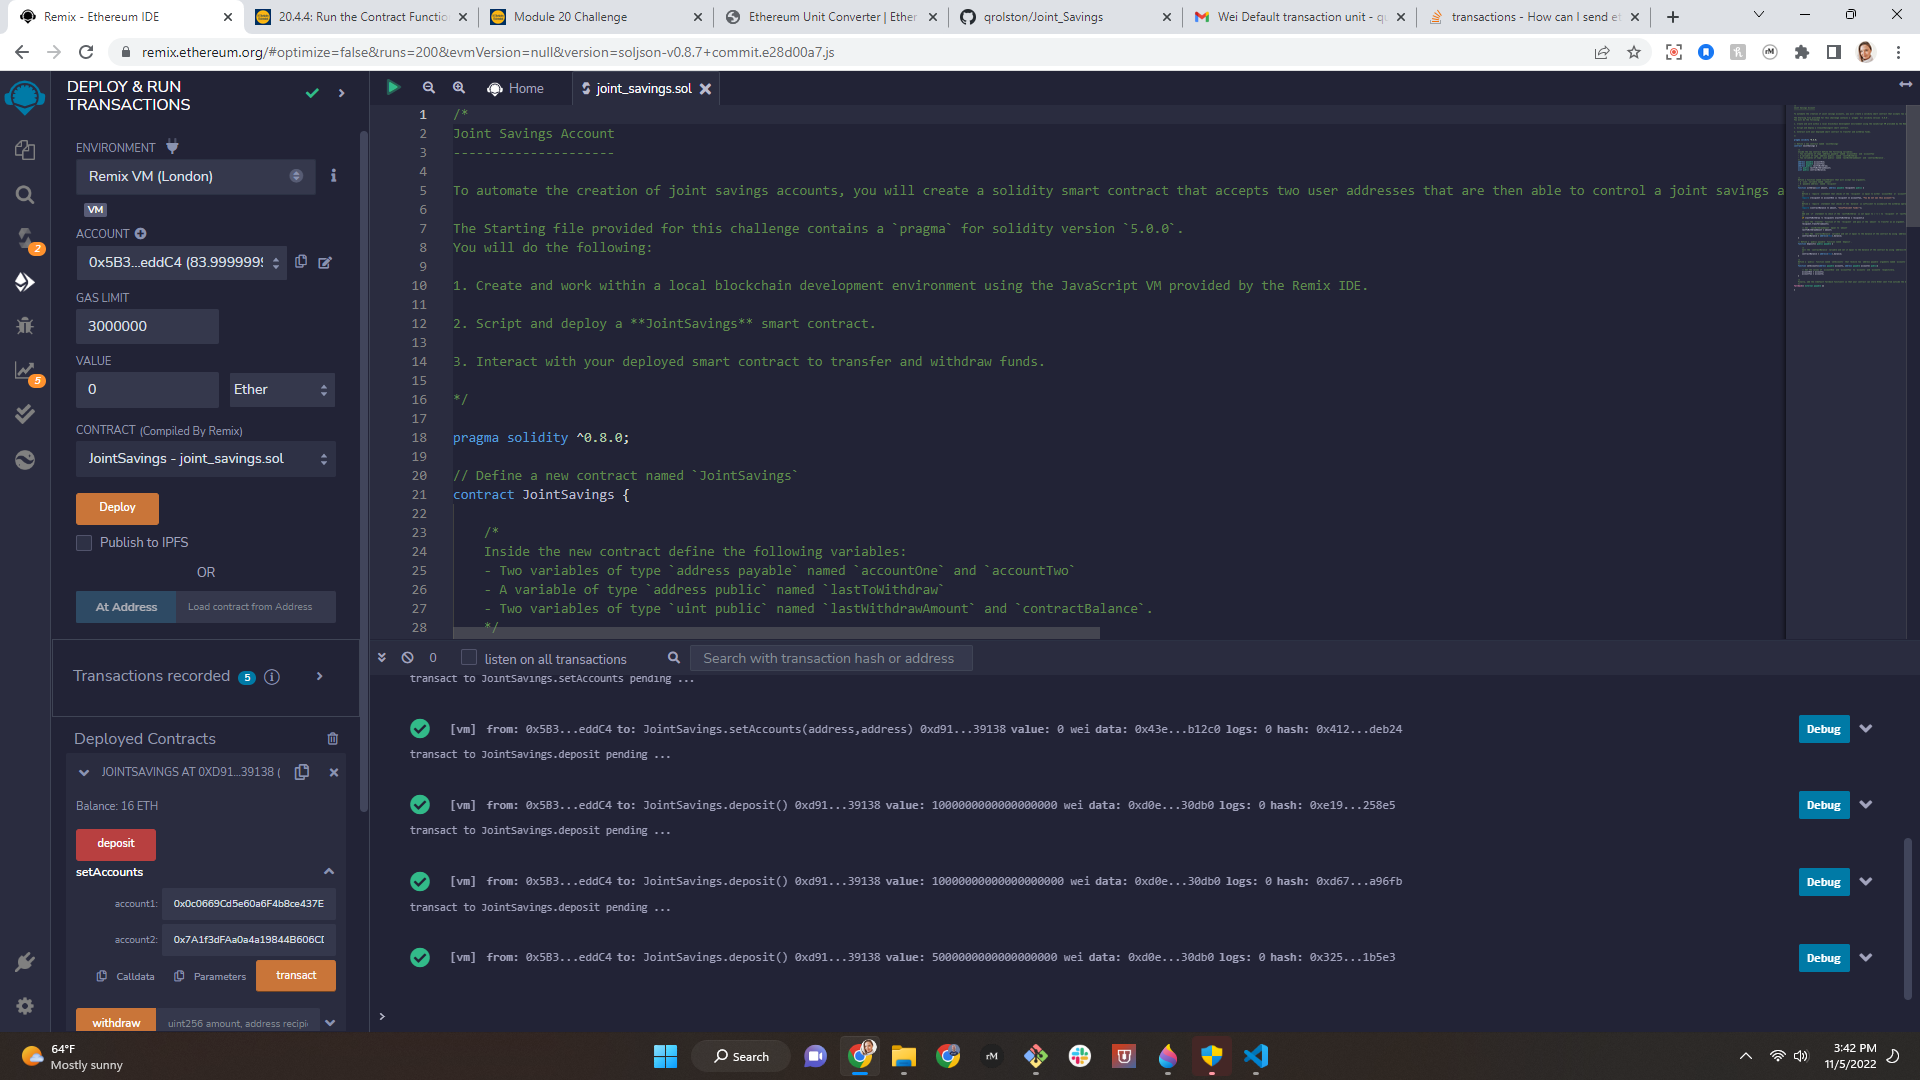 Remix - Ethereum IDE
20.4.4: Run the Contract Functio
Module 20 Challenge
Ethereum Unit Converter | Ether
qrolston/Joint_Savings
Wei Default transaction unit - q
transactions - How can I send et
remix.ethereum.org/#optimize=false&runs=200&evmVersion=null&version=soljson-v0.8.7+commit.e28d00a7.js
DEPLOY & RUN
TRANSACTIONS
ENVIRONMENT
Remix VM (London)
VM
ACCOUNT
0x5B3...eddC4 (83.9999999
GAS LIMIT
3000000
VALUE
0
Ether
CONTRACT (Compiled By Remix)
JointSavings - joint_savings.sol
Deploy
Publish to IPFS
OR
At Address
Load contract from Address
Transactions recorded 5
Deployed Contracts
JOINTSAVINGS AT 0XD91...39138 (
Balance: 16 ETH
deposit
setAccounts
account1: 0x0c0669Cd5e60a6F4b8ce437E
account2: 0x7A1f3dFAa0a4a19844B606CD
Calldata
Parameters
transact
withdraw
uint256 amount, address recipi
2
5
Home
joint_savings.sol
1 /*
2 Joint Savings Account
3 ---------------------
4
5 To automate the creation of joint savings accounts, you will create a solidity smart contract that accepts two user addresses that are then able to control a joint savings a
6
7 The Starting file provided for this challenge contains a `pragma` for solidity version `5.0.0`.
8 You will do the following:
9
10 1. Create and work within a local blockchain development environment using the JavaScript VM provided by the Remix IDE.
11
12 2. Script and deploy a **JointSavings** smart contract.
13
14 3. Interact with your deployed smart contract to transfer and withdraw funds.
15
16 */
17
18 pragma solidity ^0.8.0;
19
20 // Define a new contract named `JointSavings`
21 contract JointSavings {
22
23 /*
24 Inside the new contract define the following variables:
25 - Two variables of type `address payable` named `accountOne` and `accountTwo`
26 - A variable of type `address public` named `lastToWithdraw`
27 - Two variables of type `uint public` named `lastWithdrawAmount` and `contractBalance`.
28 */
0
listen on all transactions
Search with transaction hash or address
transact to JointSavings.setAccounts pending ...
[vm] from: 0x5B3...eddC4 to: JointSavings.setAccounts(address,address) 0xd91...39138 value: 0 wei data: 0x43e...b12c0 logs: 0 hash: 0x412...deb24
Debug
transact to JointSavings.deposit pending ...
[vm] from: 0x5B3...eddC4 to: JointSavings.deposit() 0xd91...39138 value: 1000000000000000000 wei data: 0xd0e...30db0 logs: 0 hash: 0xe19...258e5
Debug
transact to JointSavings.deposit pending ...
[vm] from: 0x5B3...eddC4 to: JointSavings.deposit() 0xd91...39138 value: 10000000000000000000 wei data: 0xd0e...30db0 logs: 0 hash: 0xd67...a96fb
Debug
transact to JointSavings.deposit pending ...
[vm] from: 0x5B3...eddC4 to: JointSavings.deposit() 0xd91...39138 value: 5000000000000000000 wei data: 0xd0e...30db0 logs: 0 hash: 0x325...1b5e3
Debug
>
64°F
Mostly sunny
Search
rM
3:42 PM
11/5/2022